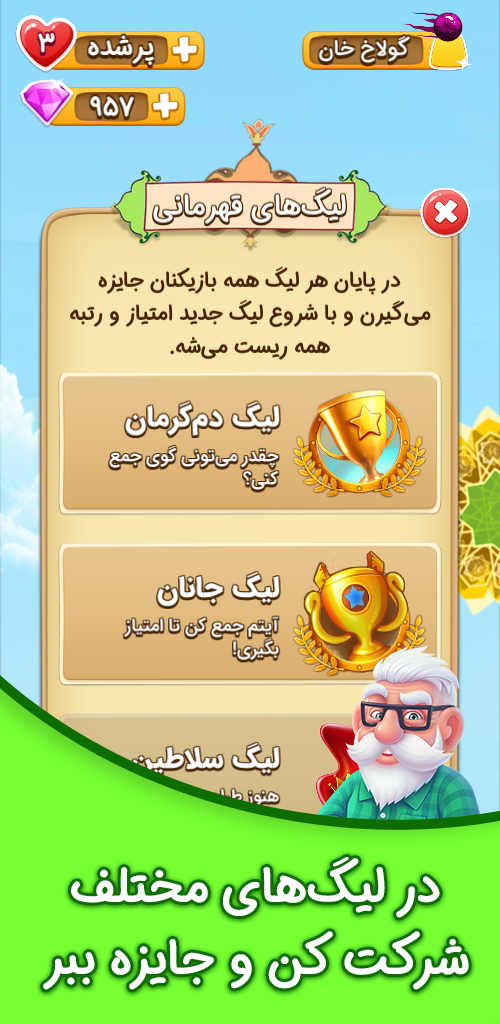 گولاخ خان
۳
پرشده
۹۵۷
لیگ‌های قهرمانی
در پایان هر لیگ همه بازیکنان جایزه
می‌گیرن و با شروع لیگ جدید امتیاز و رتبه
همه ریست می‌شه.
لیگ دم‌گرمان
چقدر می‌تونی گوی جمع
کنی؟
لیگ جانان
آیتم جمع کن تا امتیاز
بگیری!
لیگ سلاطین
هنوز
در لیگ‌های مختلف
شرکت کن و جایزه ببر